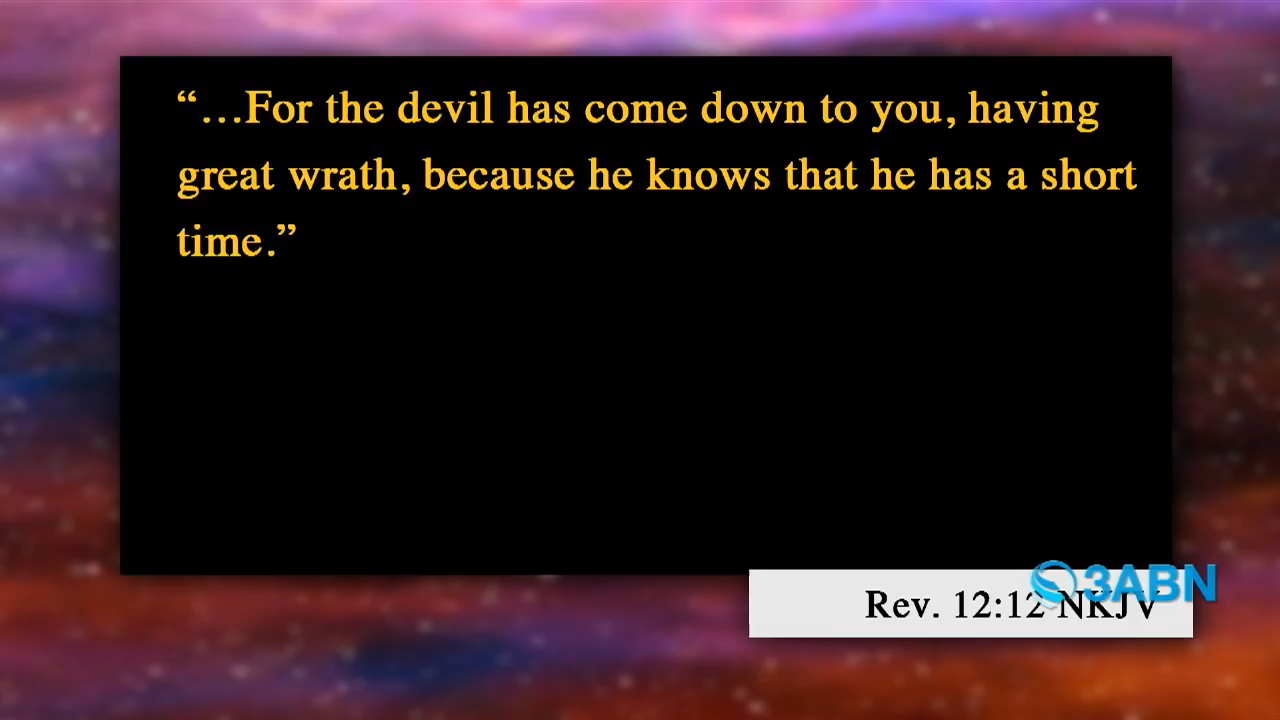 “…For the devil has come down to you, having
great wrath, because he knows that he has a short
time.”
3ABN
Rev. 12:12 NKJV